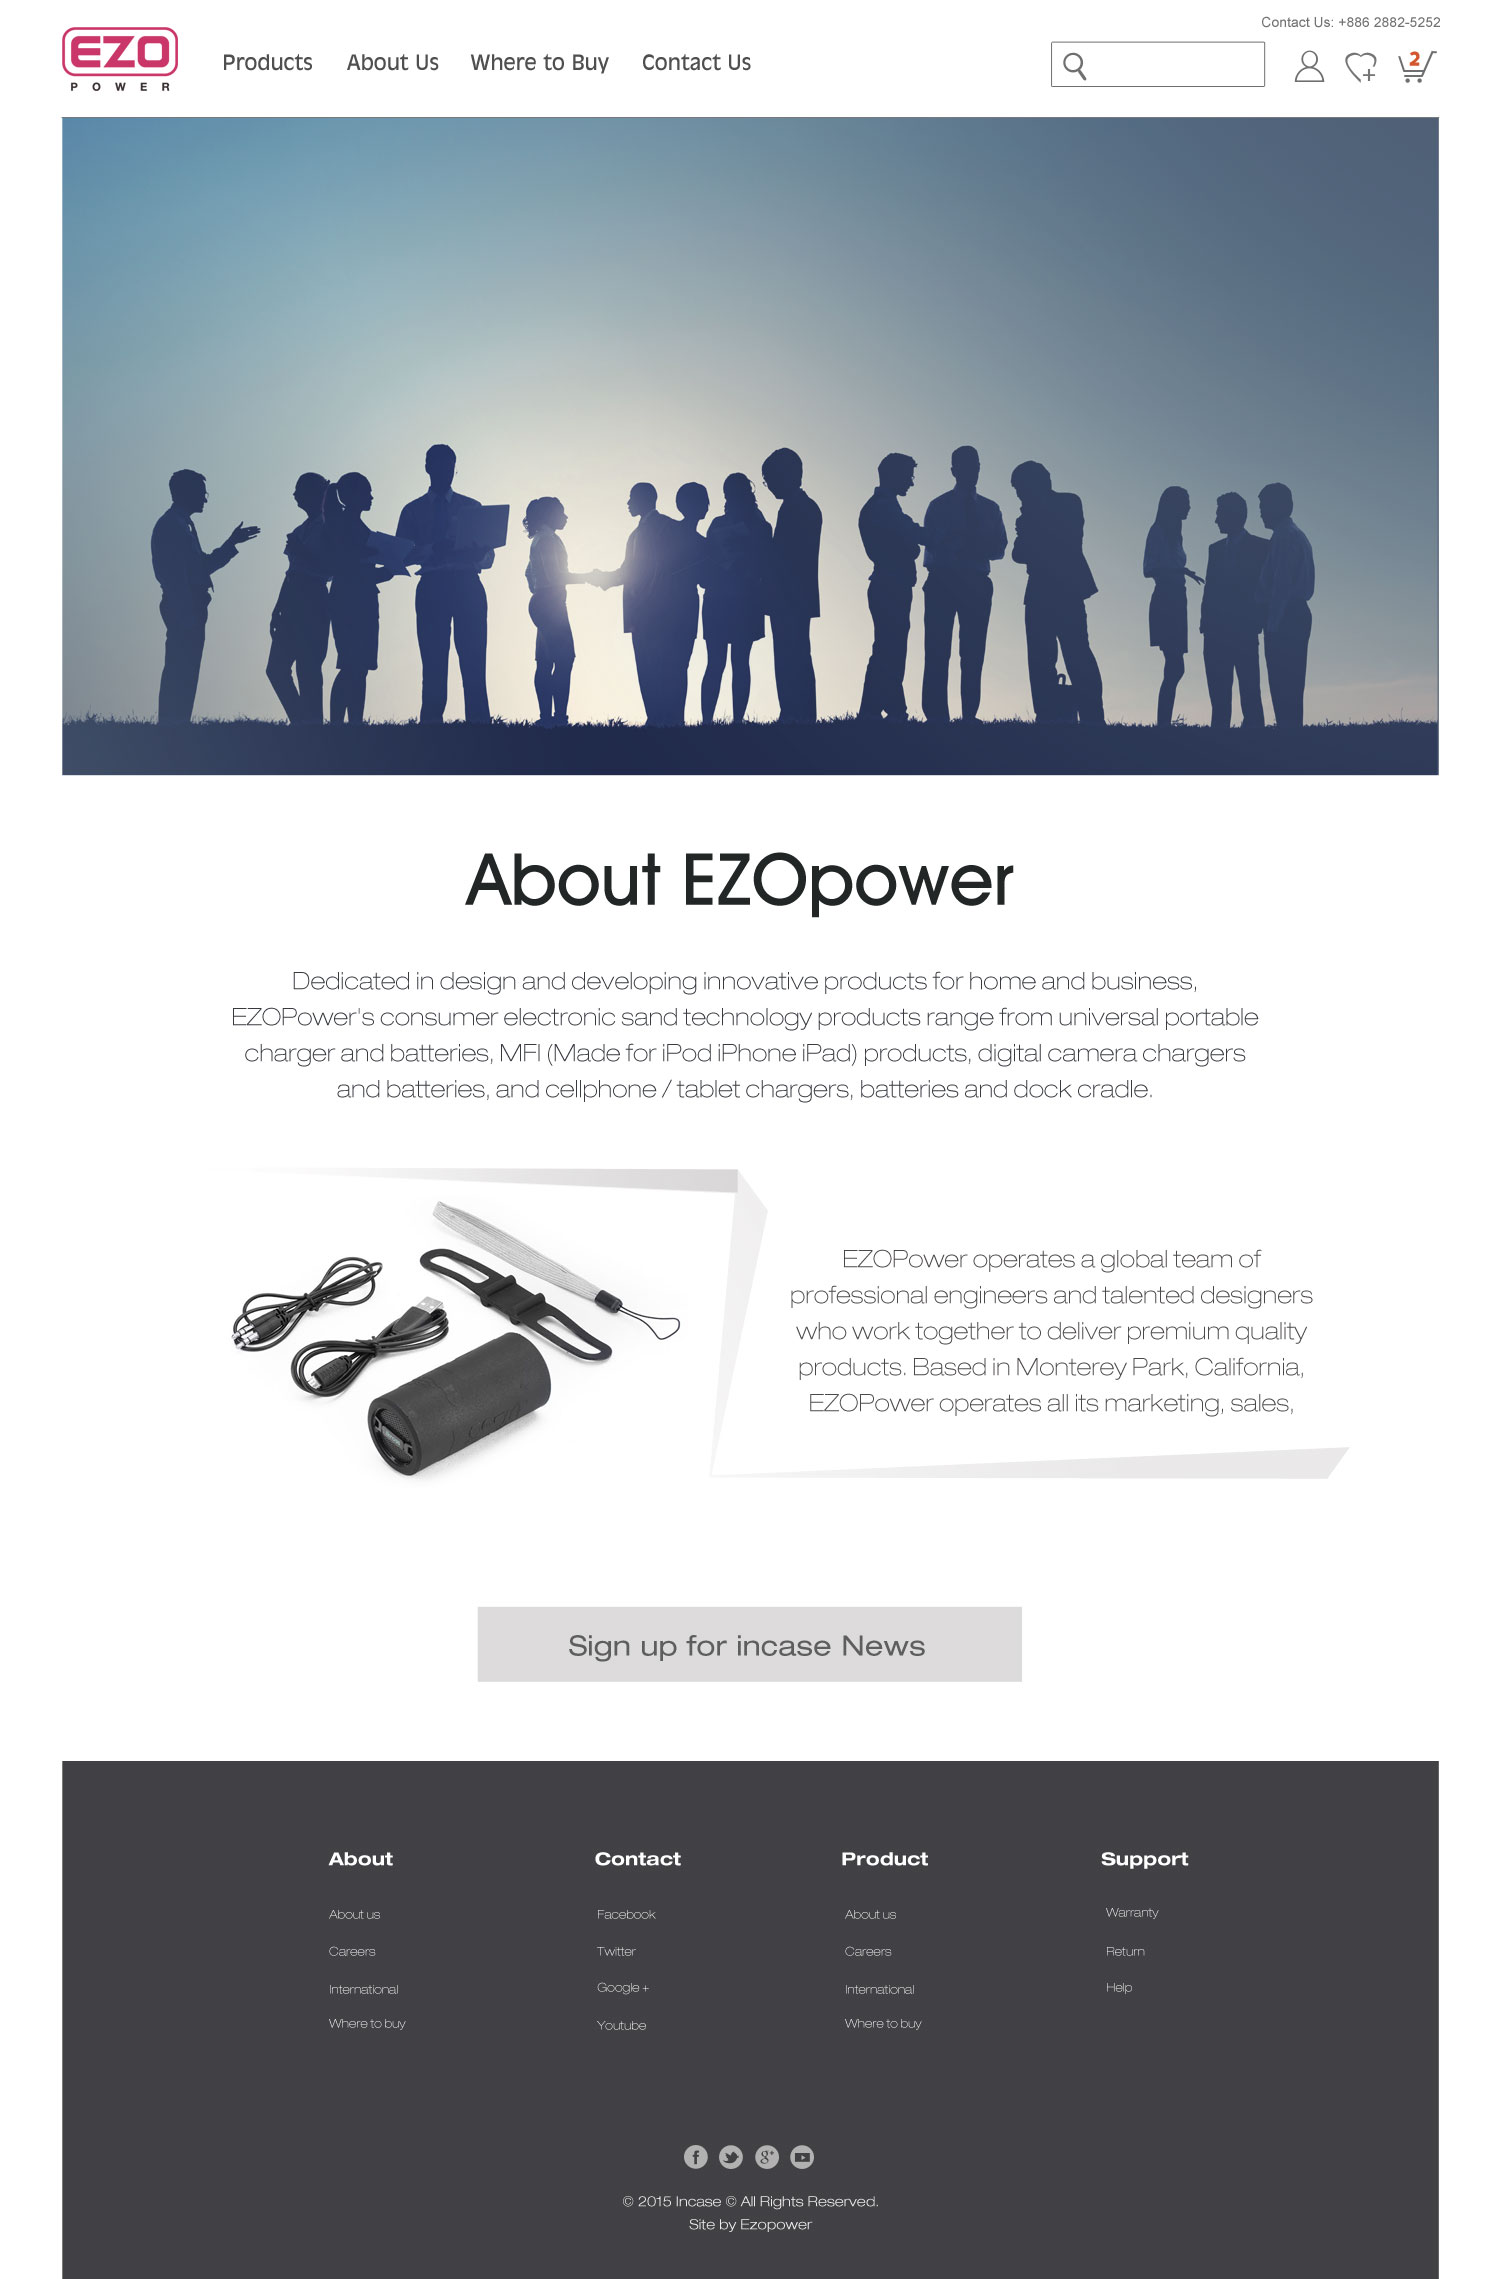 Contact Us: +886 2882-5252
EZO
POWER
Products About Us Where to Buy Contact Us
2
About EZOpower
Dedicated in design and developing innovative products for home and business,
EZOPower's consumer electronic sand technology products range from universal portable
charger and batteries, MFI (Made for iPod iPhone iPad) products, digital camera chargers
and batteries, and cellphone / tablet chargers, batteries and dock cradle.
EZOPower operates a global team of
professional engineers and talented designers
who work together to deliver premium quality
products. Based in Monterey Park, California,
EZOPower operates all its marketing, sales,
Sign up for incase News
About Contact Product Support
About us Facebook About us Warranty
Careers Twitter Careers Return
International Google + International Help
Where to buy Youtube Where to buy
© 2015 Incase © All Rights Reserved.
Site by Ezopower